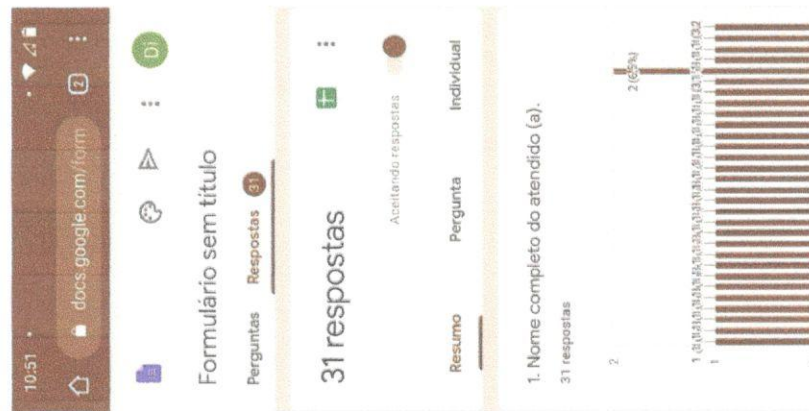 10:51
docs.google.com/form
2
Di
Formulário sem título
Perguntas
Respostas 31
31 respostas
Aceitando respostas
Resumo
Pergunta
Individual
1. Nome completo do atendido (a).
31 respostas
2
2 (6,5%)
1